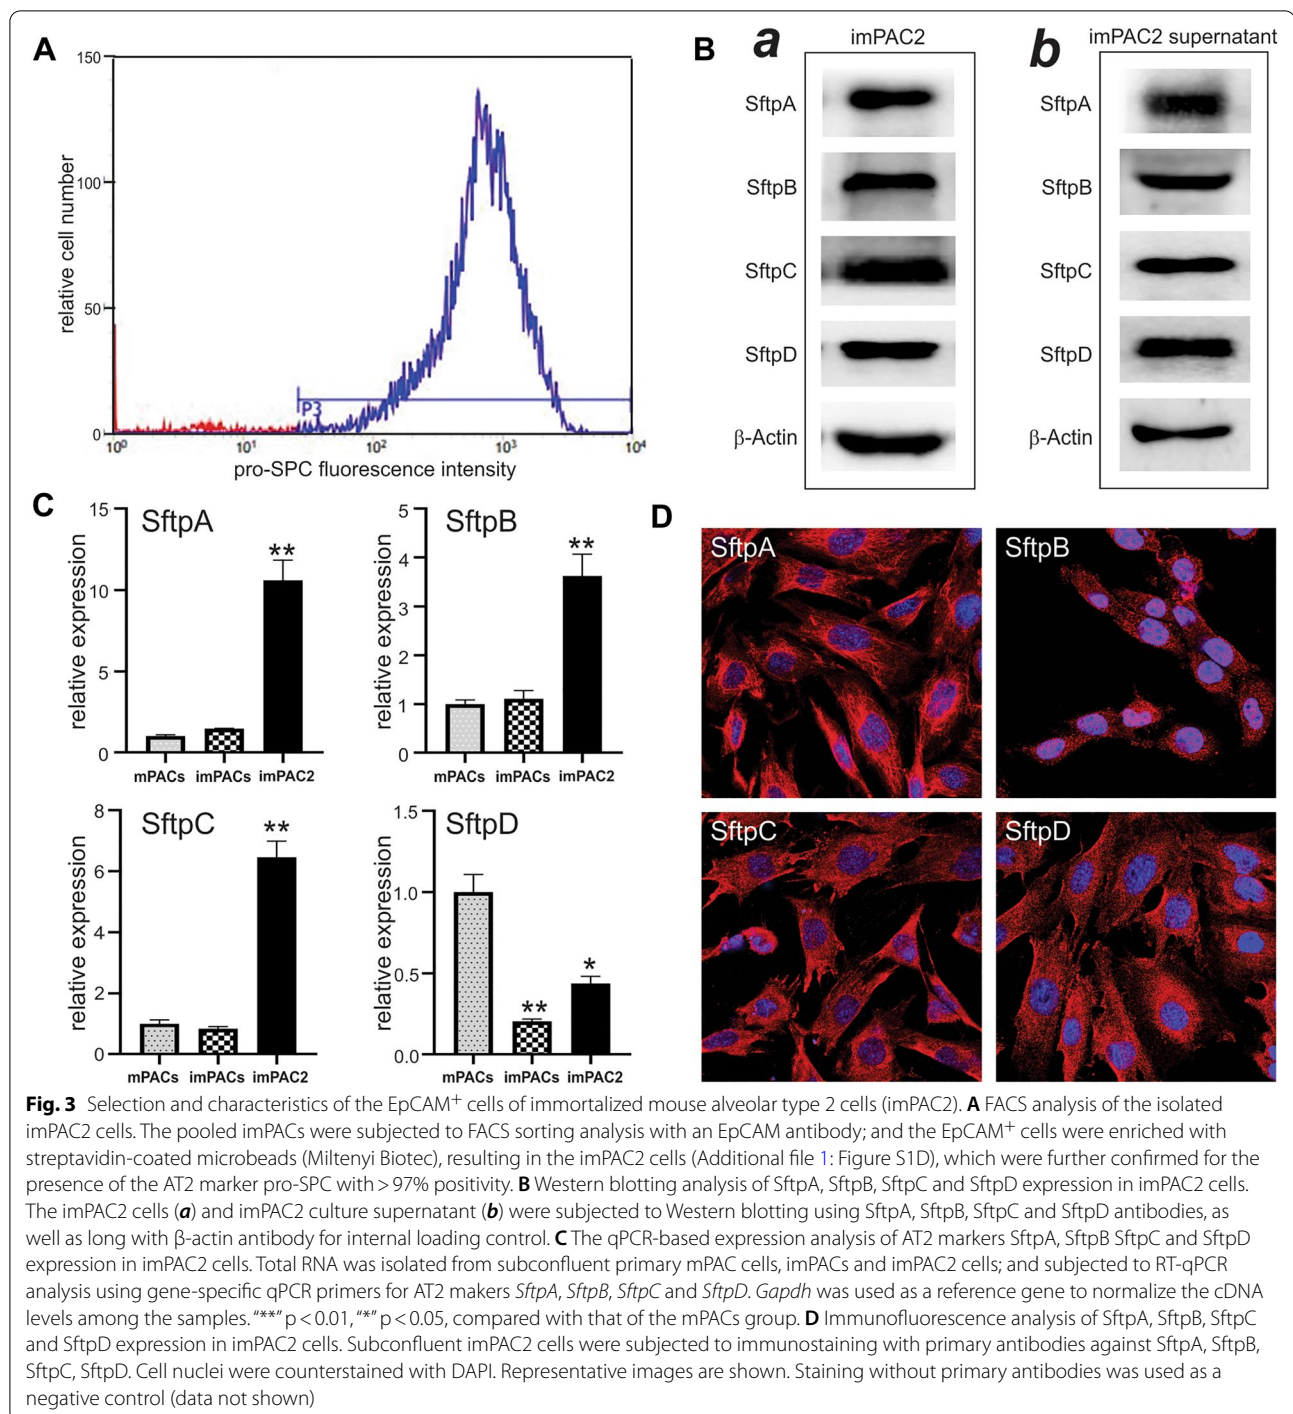 A
150
100
50
0
10⁰
10¹
10²
10³
10⁴
P3
relative cell number
pro-SPC fluorescence intensity
B
a
imPAC2
SftpA
SftpB
SftpC
SftpD
β-Actin
b
imPAC2 supernatant
SftpA
SftpB
SftpC
SftpD
β-Actin
C
SftpA
relative expression
15
10
5
0
**
mPACs imPACs imPAC2
SftpB
relative expression
5
4
3
2
1
0
**
mPACs imPACs imPAC2
SftpC
relative expression
8
6
4
2
0
**
mPACs imPACs imPAC2
SftpD
relative expression
1.5
1.0
0.5
0.0
**
*
mPACs imPACs imPAC2
D
SftpA
SftpB
SftpC
SftpD
Fig. 3 Selection and characteristics of the EpCAM⁺ cells of immortalized mouse alveolar type 2 cells (imPAC2). A FACS analysis of the isolated
imPAC2 cells. The pooled imPACs were subjected to FACS sorting analysis with an EpCAM antibody; and the EpCAM⁺ cells were enriched with
streptavidin-coated microbeads (Miltenyi Biotec), resulting in the imPAC2 cells (Additional file 1: Figure S1D), which were further confirmed for the
presence of the AT2 marker pro-SPC with > 97% positivity. B Western blotting analysis of SftpA, SftpB, SftpC and SftpD expression in imPAC2 cells.
The imPAC2 cells (a) and imPAC2 culture supernatant (b) were subjected to Western blotting using SftpA, SftpB, SftpC and SftpD antibodies, as
well as long with β-actin antibody for internal loading control. C The qPCR-based expression analysis of AT2 markers SftpA, SftpB SftpC and SftpD
expression in imPAC2 cells. Total RNA was isolated from subconfluent primary mPAC cells, imPACs and imPAC2 cells; and subjected to RT-qPCR
analysis using gene-specific qPCR primers for AT2 makers SftpA, SftpB, SftpC and SftpD. Gapdh was used as a reference gene to normalize the cDNA
levels among the samples. "**" p < 0.01, "*" p < 0.05, compared with that of the mPACs group. D Immunofluorescence analysis of SftpA, SftpB, SftpC
and SftpD expression in imPAC2 cells. Subconfluent imPAC2 cells were subjected to immunostaining with primary antibodies against SftpA, SftpB,
SftpC, SftpD. Cell nuclei were counterstained with DAPI. Representative images are shown. Staining without primary antibodies was used as a
negative control (data not shown)